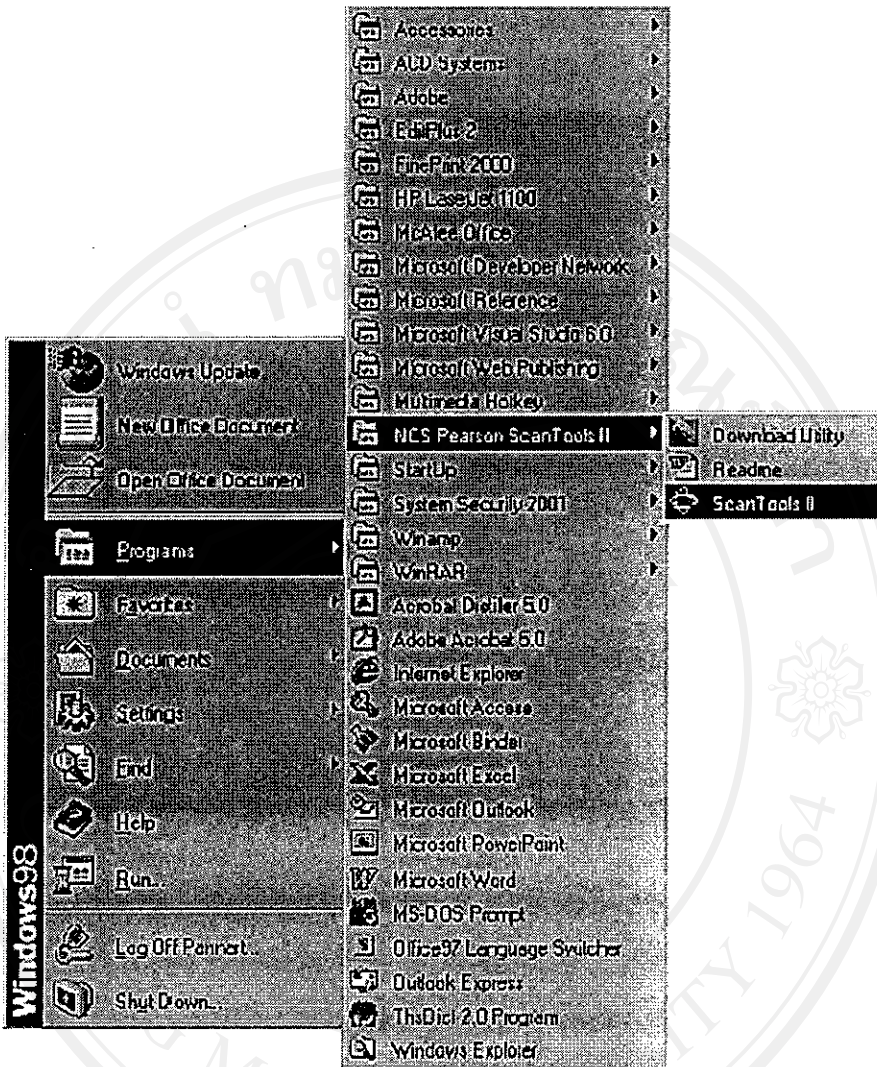 Accessories
ACD Systems
Adobe
EditPlus 2
FinePrint 2000
HP LaserJet 1100
McAfee Office
Microsoft Developer Network
Microsoft Reference
Microsoft Visual Studio 6.0
Microsoft Web Publishing
Multimedia Hotkey
NCS Pearson ScanTools II
StartUp
System Security 2001
Winamp
WinRAR
Acrobat Distiller 5.0
Adobe Acrobat 5.0
Internet Explorer
Microsoft Access
Microsoft Binder
Microsoft Excel
Microsoft Outlook
Microsoft PowerPoint
Microsoft Word
MS-DOS Prompt
Office97 Language Switcher
Outlook Express
ThsDict 2.0 Program
Windows Explorer
Windows Update
New Office Document
Open Office Document
Programs
Favorites
Documents
Settings
Find
Help
Run...
Log Off Pannart...
Shut Down...
Windows98
Download Utility
Readme
ScanTools II
1964